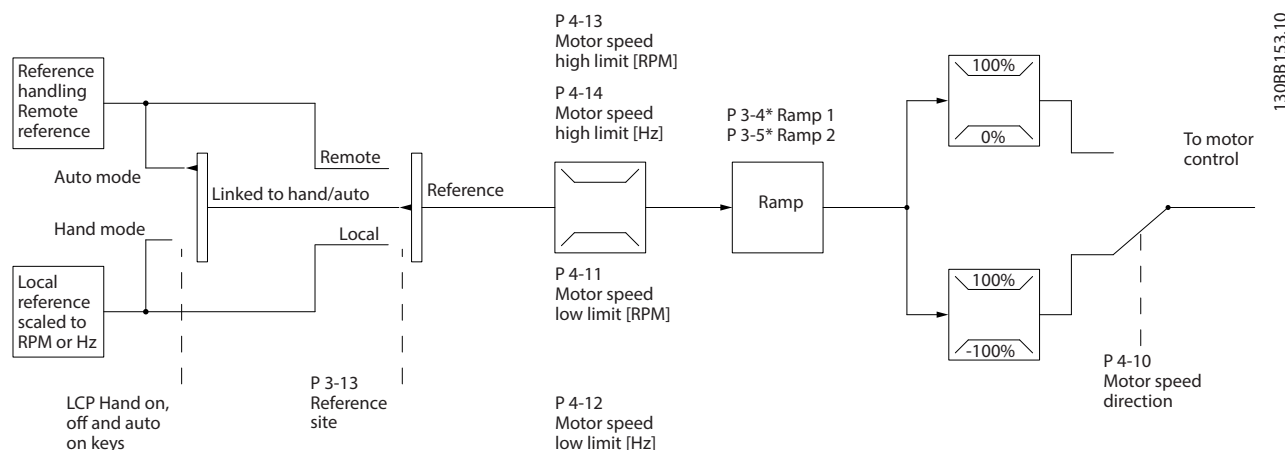 P 4-13
Motor speed
high limit [RPM]
P 4-14
Motor speed
high limit [Hz]
130BB153.10
Reference
handling
Remote
reference
Auto mode
Hand mode
Local
reference
scaled to
RPM or Hz
LCP Hand on,
off and auto
on keys
Linked to hand/auto
Remote
Local
P 3-13
Reference
site
Reference
P 4-11
Motor speed
low limit [RPM]
P 4-12
Motor speed
low limit [Hz]
P 3-4* Ramp 1
P 3-5* Ramp 2
Ramp
100%
0%
100%
-100%
To motor
control
P 4-10
Motor speed
direction